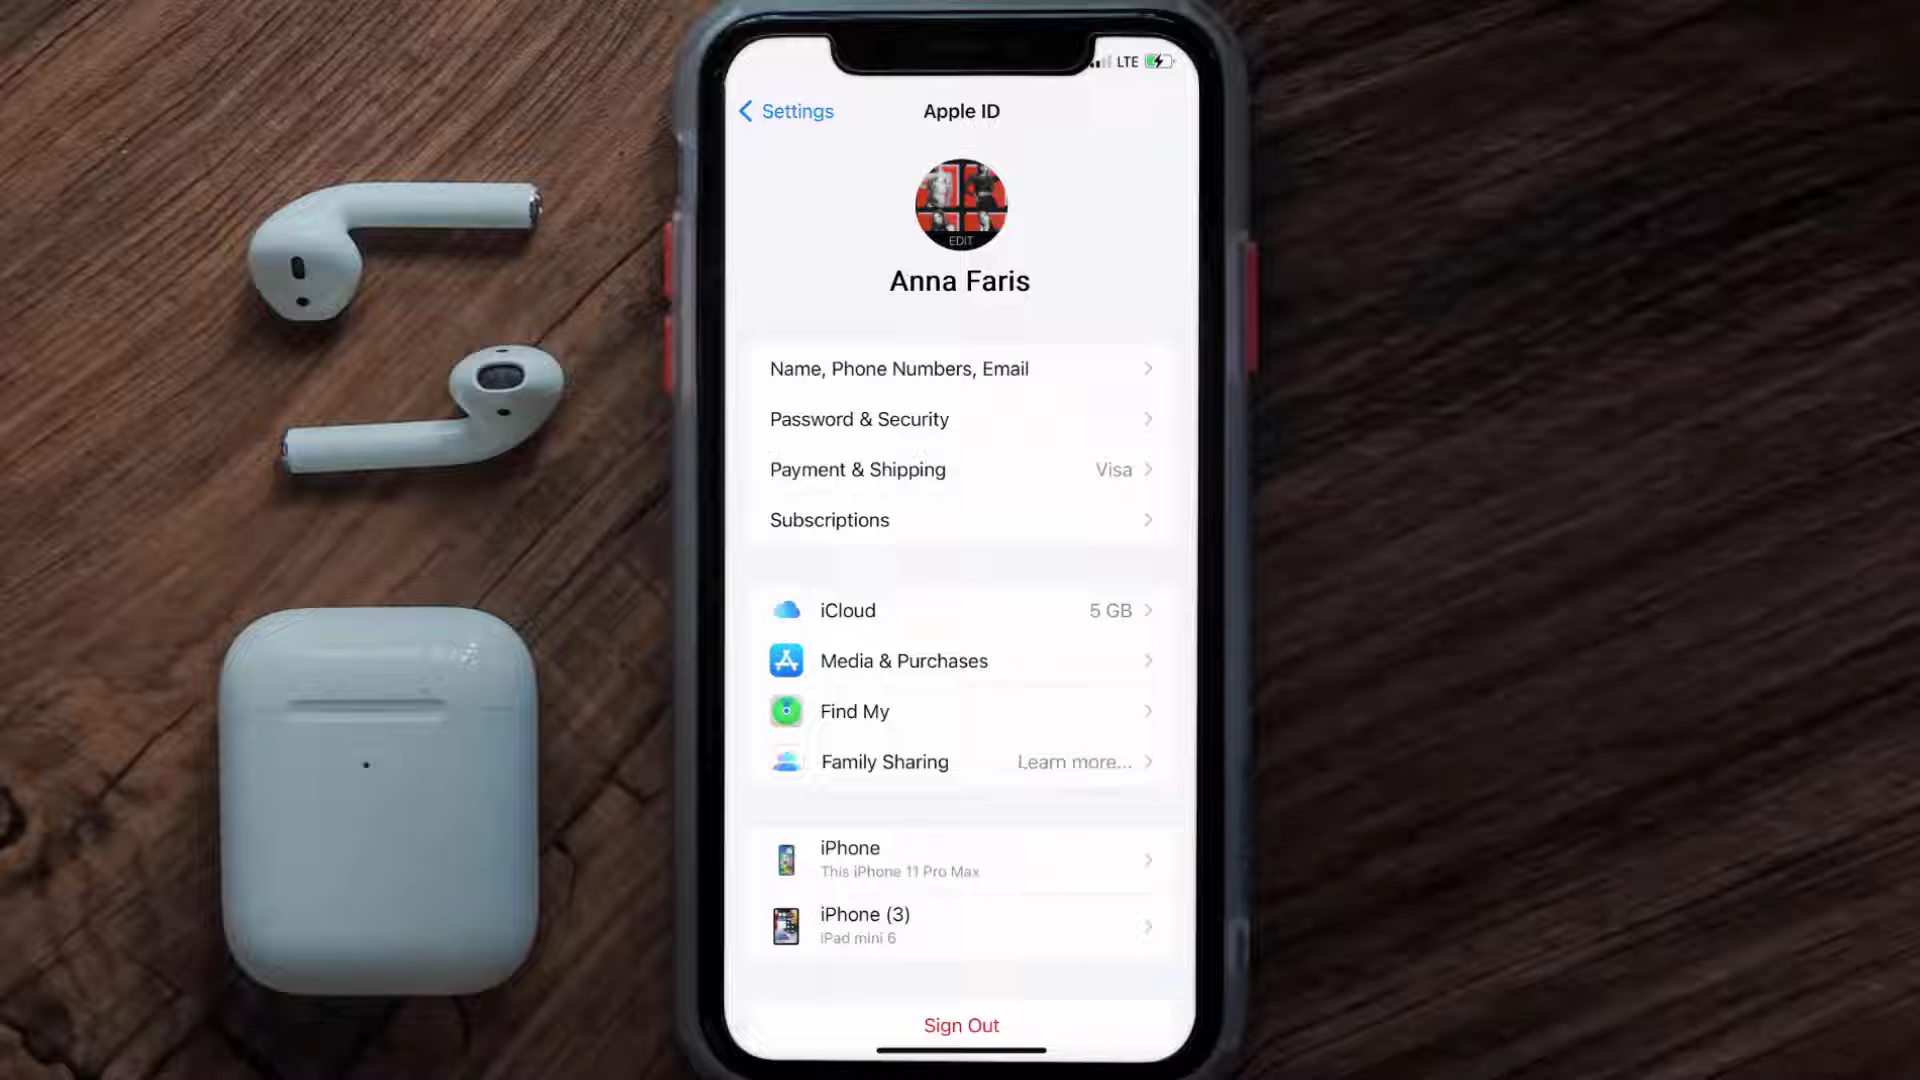 LTE
Settings
Apple ID
EDIT
Anna Faris
Name, Phone Numbers, Email
Password & Security
Payment & Shipping Visa
Subscriptions
iCloud 5 GB
Media & Purchases
Find My
Family Sharing Learn more...
iPhone
This iPhone 11 Pro Max
iPhone (3)
iPad mini 6
Sign Out